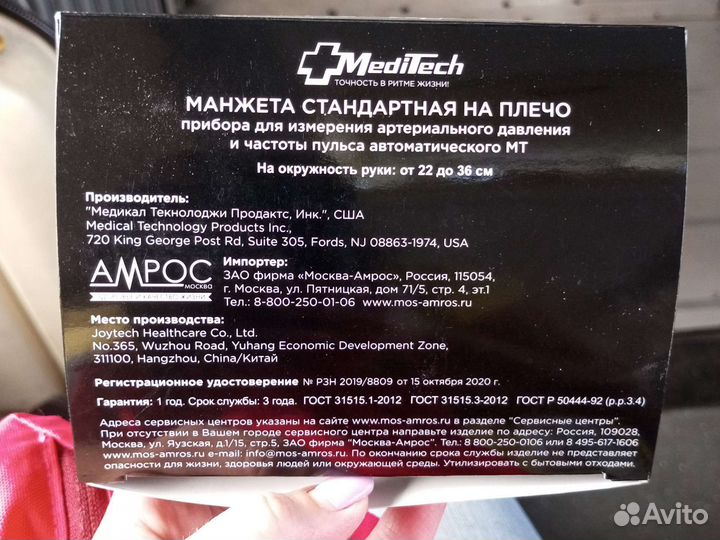 MediTech
ТОЧНОСТЬ В РИТМЕ ЖИЗНИ!
МАНЖЕТА СТАНДАРТНАЯ НА ПЛЕЧО
прибора для измерения артериального давления
и частоты пульса автоматического МТ
На окружность руки: от 22 до 36 см
Производитель:
"Медикал Текнолоджи Продактс, Инк.", США
Medical Technology Products Inc.,
720 King George Post Rd, Suite 305, Fords, NJ 08863-1974, USA
АМРОС
МОСКВА
Импортер:
ЗАО фирма «Москва-Амрос», Россия, 115054,
г. Москва, ул. Пятницкая, дом 71/5, стр. 4, эт.1
Тел.: 8-800-250-01-06 www.mos-amros.ru
Место производства:
Joytech Healthcare Co., Ltd.
No.365, Wuzhou Road, Yuhang Economic Development Zone,
311100, Hangzhou, China/Китай
Регистрационное удостоверение № РЗН 2019/8809 от 15 октября 2020 г.
Гарантия: 1 год. Срок службы: 3 года. ГОСТ 31515.1-2012 ГОСТ 31515.3-2012 ГОСТ Р 50444-92 (р.р.3.4)
Адреса сервисных центров указаны на сайте www.mos-amros.ru в разделе "Сервисные центры".
При отсутствии в Вашем городе сервисного центра направьте изделие по адресу: Россия, 109028,
Москва, ул. Яузская, д.1/15, стр.5, ЗАО фирма "Москва-Амрос". Тел.: 8 800-250-0106 или 8 495-617-1606
www.mos-amros.ru e-mail: info@mos-amros.ru. По окончанию срока службы изделие не представляет
опасности для жизни, здоровья людей или окружающей среды. Утилизировать с бытовыми отходами.
Avito